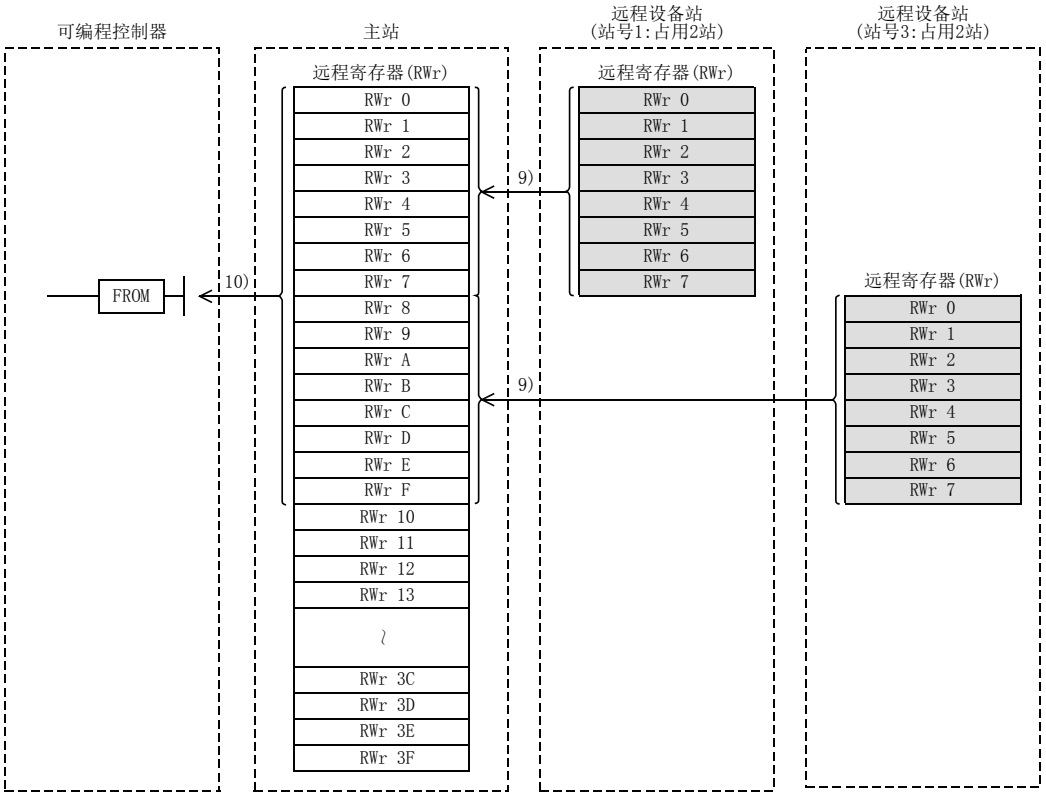 可编程控制器
主站
远程设备站
(站号1:占用2站)
远程设备站
(站号3:占用2站)
远程寄存器(RWr)
RWr 0
RWr 1
RWr 2
RWr 3
RWr 4
RWr 5
RWr 6
RWr 7
RWr 8
RWr 9
RWr A
RWr B
RWr C
RWr D
RWr E
RWr F
RWr 10
RWr 11
RWr 12
RWr 13
~
RWr 3C
RWr 3D
RWr 3E
RWr 3F
远程寄存器(RWr)
RWr 0
RWr 1
RWr 2
RWr 3
RWr 4
RWr 5
RWr 6
RWr 7
远程寄存器(RWr)
RWr 0
RWr 1
RWr 2
RWr 3
RWr 4
RWr 5
RWr 6
RWr 7
9)
9)
10)
FROM